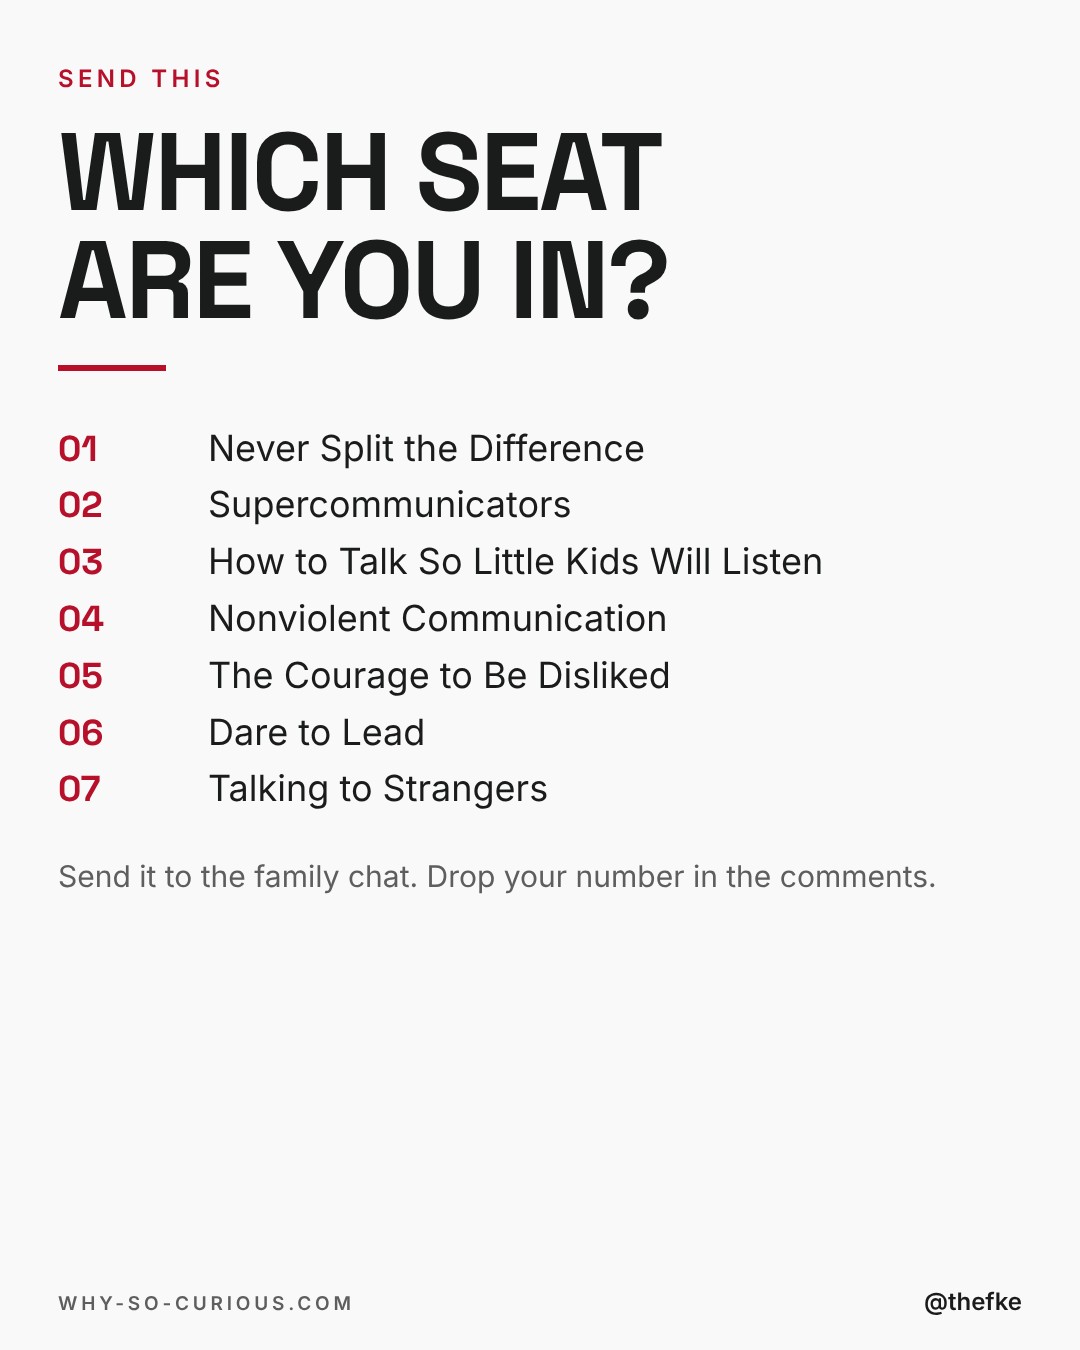 SEND THIS
WHICH SEAT
ARE YOU IN?
01 Never Split the Difference
02 Supercommunicators
03 How to Talk So Little Kids Will Listen
04 Nonviolent Communication
05 The Courage to Be Disliked
06 Dare to Lead
07 Talking to Strangers
Send it to the family chat. Drop your number in the comments.
WHY-SO-CURIOUS.COM
@thefke